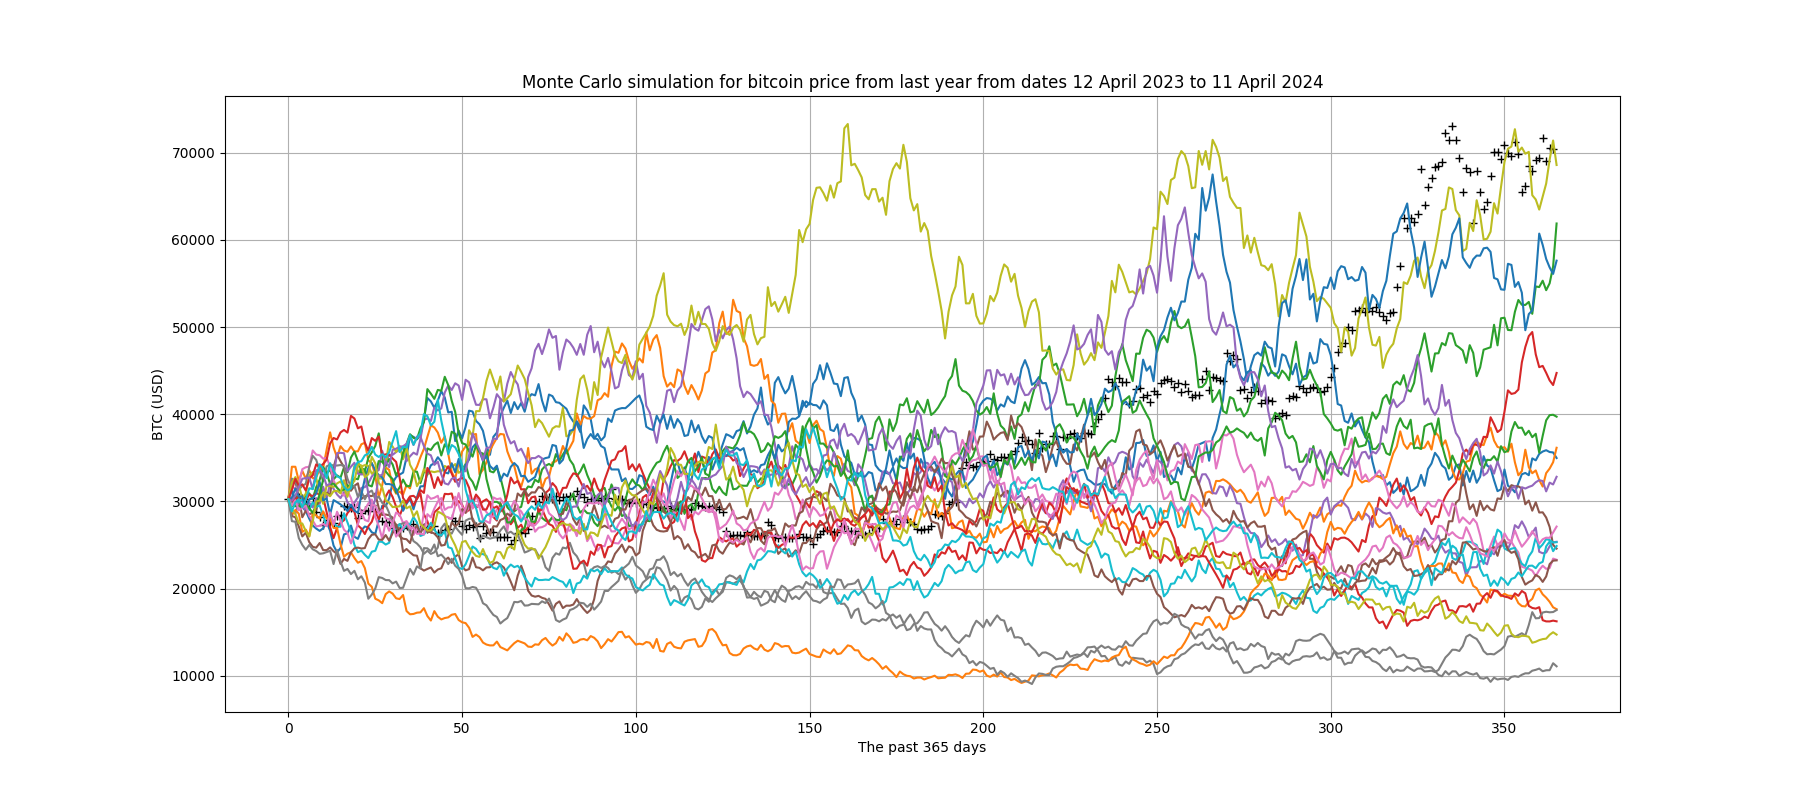 Monte Carlo simulation for bitcoin price from last year from dates 12 April 2023 to 11 April 2024
70000
60000
50000
40000
30000
20000
10000
BTC (USD)
0 50 100 150 200 250 300 350
The past 365 days